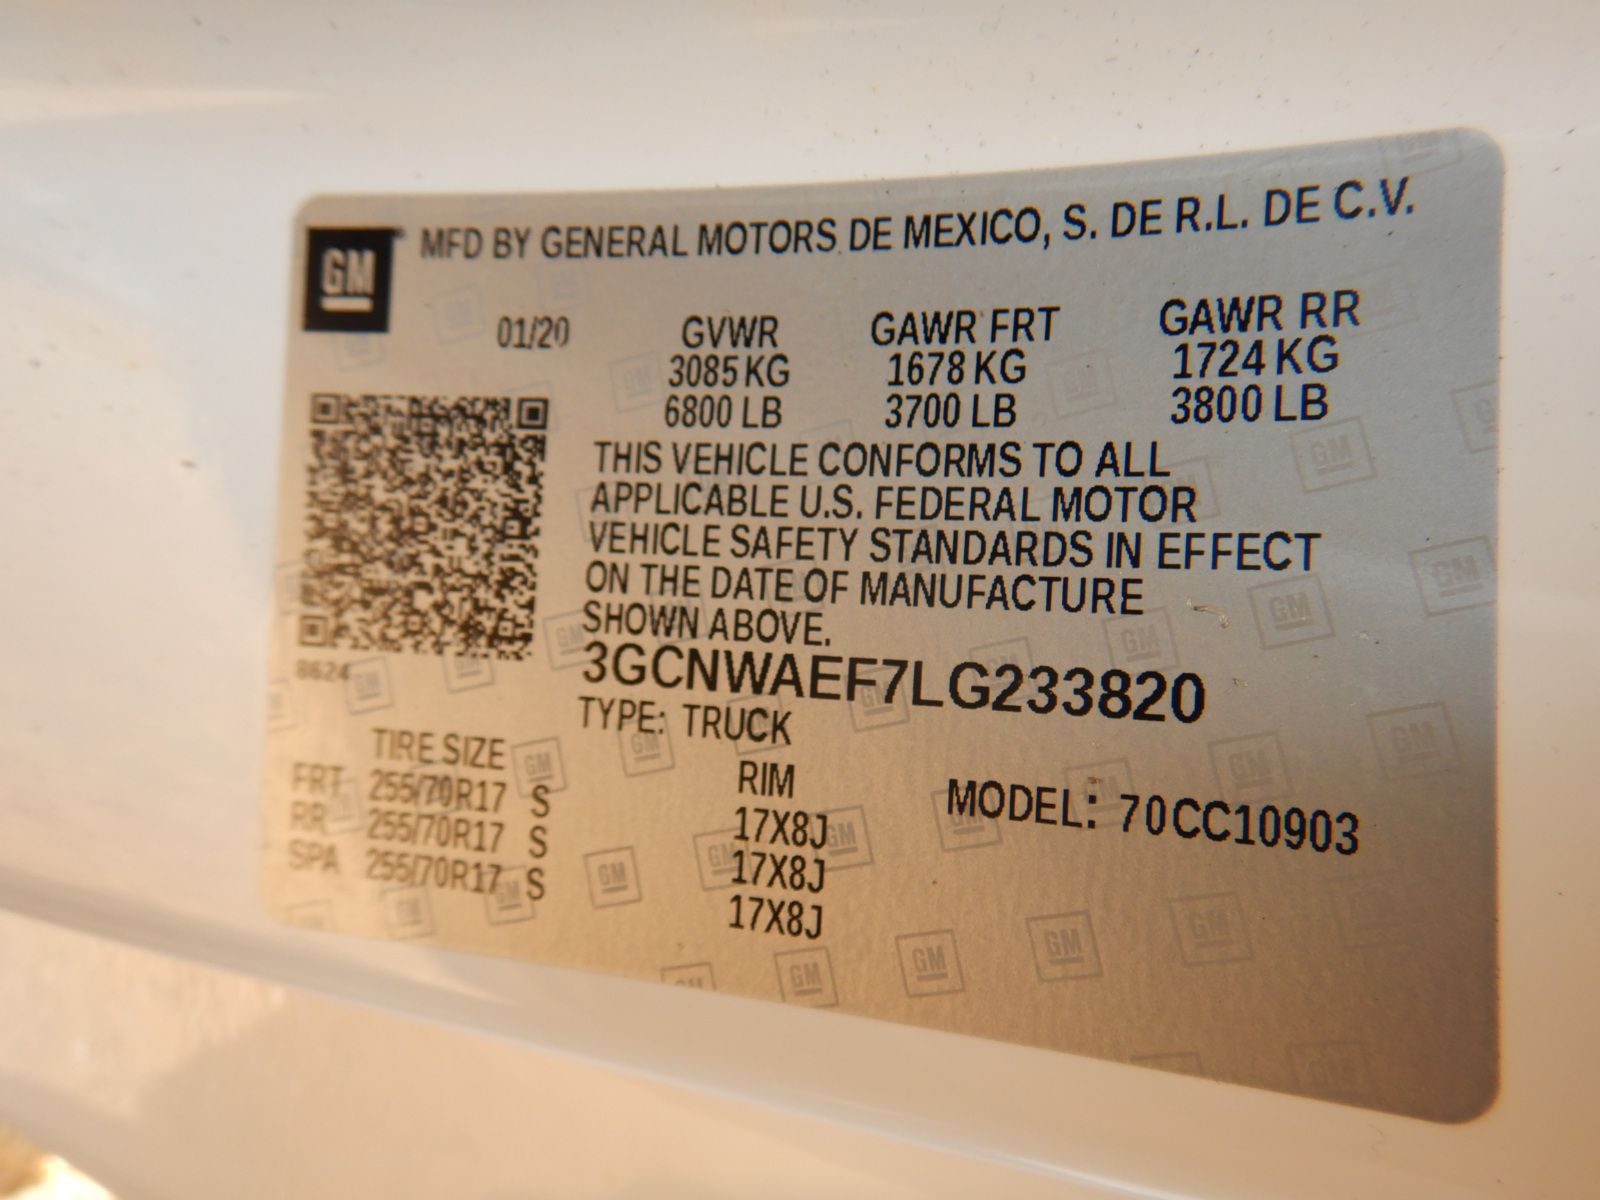 GM MFD BY GENERAL MOTORS DE MEXICO, S. DE R.L. DE C.V.
01/20 GVWR GAWR FRT GAWR RR
3085 KG 1678 KG 1724 KG
6800 LB 3700 LB 3800 LB
THIS VEHICLE CONFORMS TO ALL
APPLICABLE U.S. FEDERAL MOTOR
VEHICLE SAFETY STANDARDS IN EFFECT
ON THE DATE OF MANUFACTURE
SHOWN ABOVE.
8624
3GCNWAEF7LG233820
TYPE: TRUCK
TIRE SIZE RIM MODEL: 70CC10903
FRT 255/70R17 S 17X8J
RR 255/70R17 S 17X8J
SPA 255/70R17 S 17X8J